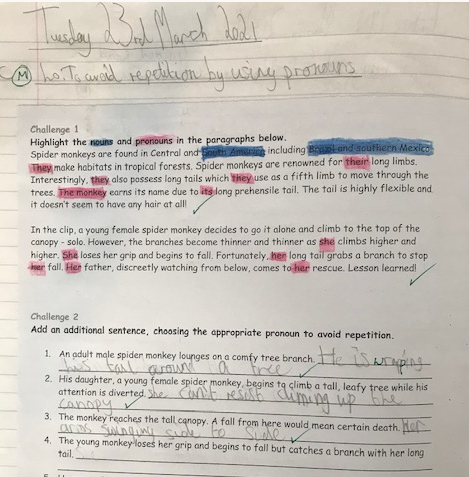 Tuesday 23rd March 2021
M L.o. To avoid repetition by using pronouns
Challenge 1
Highlight the nouns and pronouns in the paragraphs below.
Spider monkeys are found in Central and South America including Brazil and southern Mexico.
They make habitats in tropical forests. Spider monkeys are renowned for their long limbs.
Interestingly, they also possess long tails which they use as a fifth limb to move through the
trees. The monkey earns its name due to its long prehensile tail. The tail is highly flexible and
it doesn't seem to have any hair at all!
In the clip, a young female spider monkey decides to go it alone and climb to the top of the
canopy - solo. However, the branches become thinner and thinner as she climbs higher and
higher. She loses her grip and begins to fall. Fortunately, her long tail grabs a branch to stop
her fall. Her father, discreetly watching from below, comes to her rescue. Lesson learned!
Challenge 2
Add an additional sentence, choosing the appropriate pronoun to avoid repetition.
1. An adult male spider monkey lounges on a comfy tree branch. He is wraping
his tail around a tree
2. His daughter, a young female spider monkey, begins to climb a tall, leafy tree while his
attention is diverted. She can't resist climing up the
canopy.
3. The monkey reaches the tall canopy. A fall from here would mean certain death. Her
arms swinging side to side
4. The young monkey loses her grip and begins to fall but catches a branch with her long
tail.